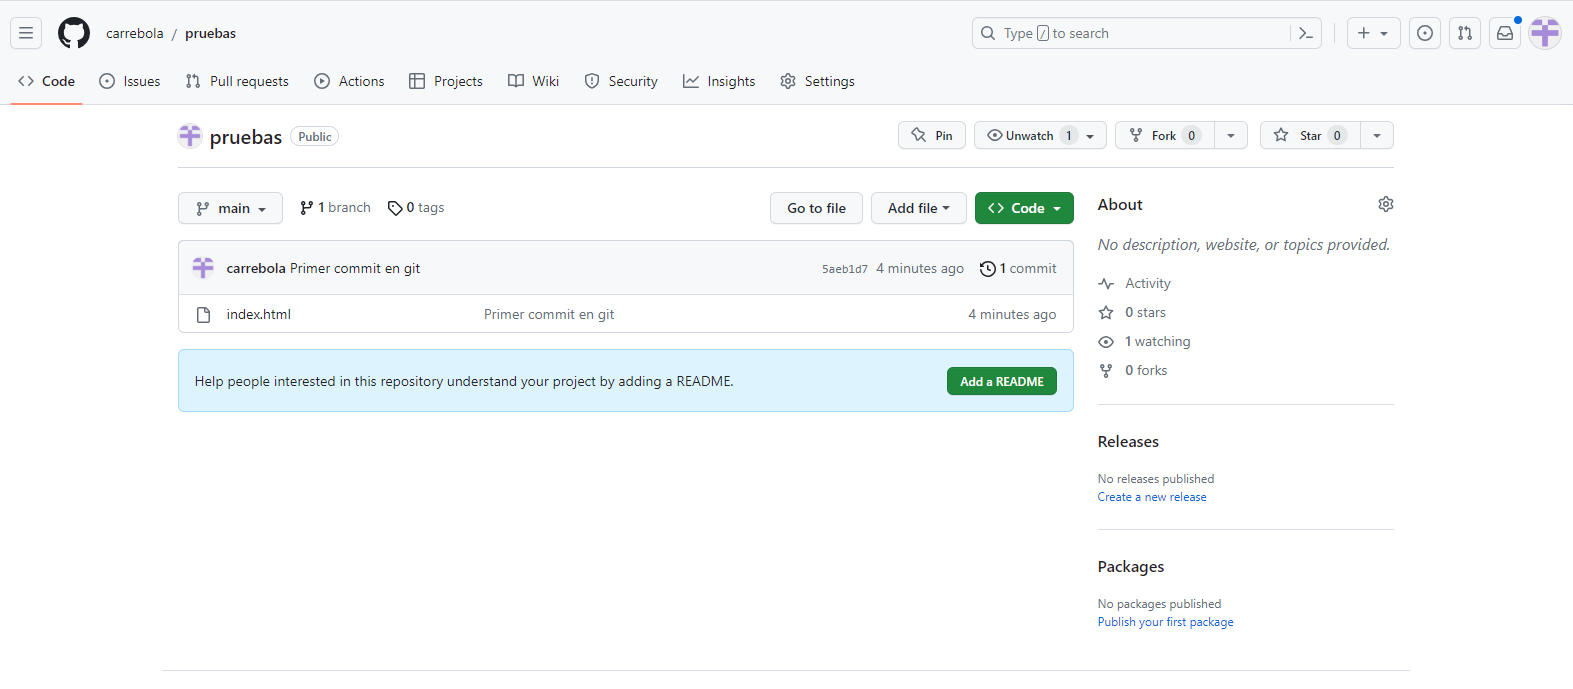 carrebola / pruebas
Type / to search
Code Issues Pull requests Actions Projects Wiki Security Insights Settings
pruebas Public
Pin Unwatch 1 Fork 0 Star 0
main 1 branch 0 tags Go to file Add file Code
carrebola Primer commit en git 5aeb1d7 4 minutes ago 1 commit
index.html Primer commit en git 4 minutes ago
Help people interested in this repository understand your project by adding a README. Add a README
About
No description, website, or topics provided.
Activity
0 stars
1 watching
0 forks
Releases
No releases published
Create a new release
Packages
No packages published
Publish your first package